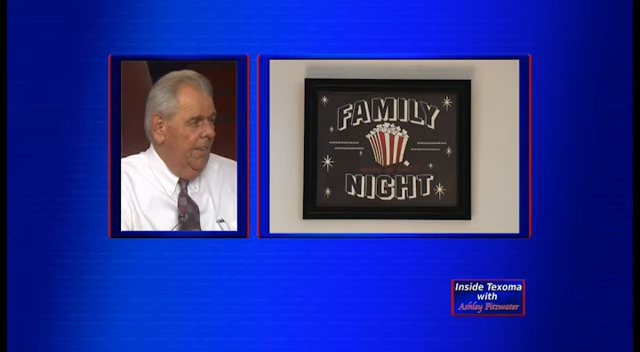 FAMILY
NIGHT
Inside Texoma
with
Ashley Fitzwater